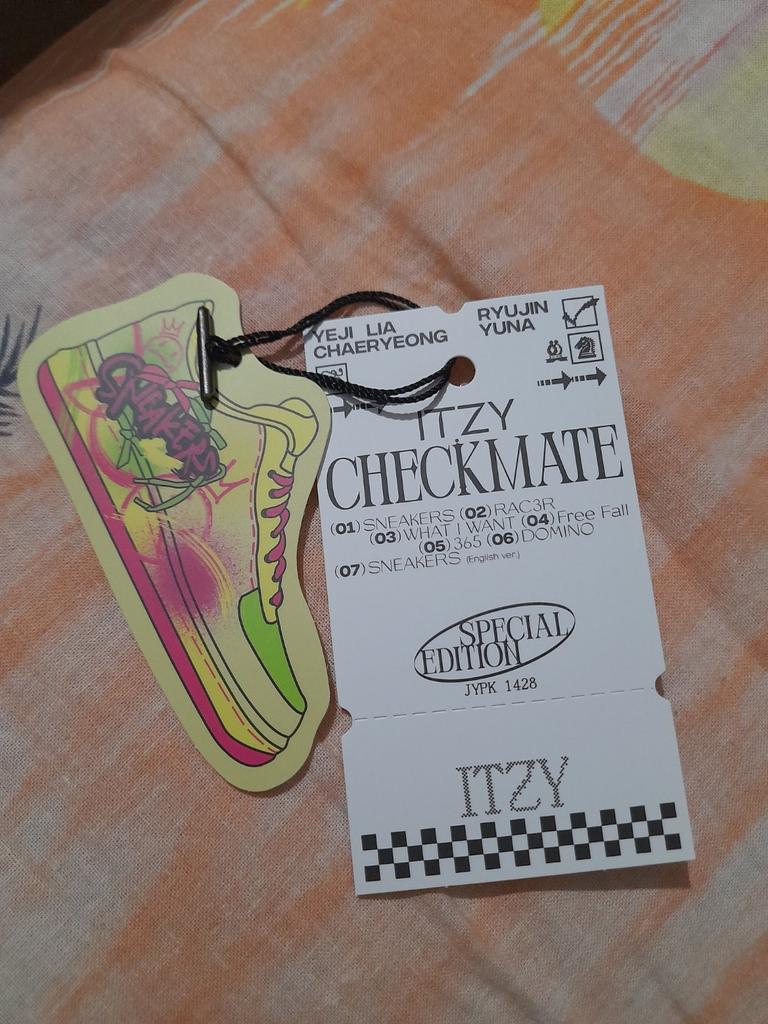 SNEAKERS
YEJI LIA
CHAERYEONG
RYUJIN
YUNA
ITZY
CHECKMATE
(01) SNEAKERS (02) RAC3R
(03) WHAT I WANT (04) Free Fall
(05) 365 (06) DOMINO
(07) SNEAKERS (English ver.)
SPECIAL
EDITION
JYPK 1428
ITZY